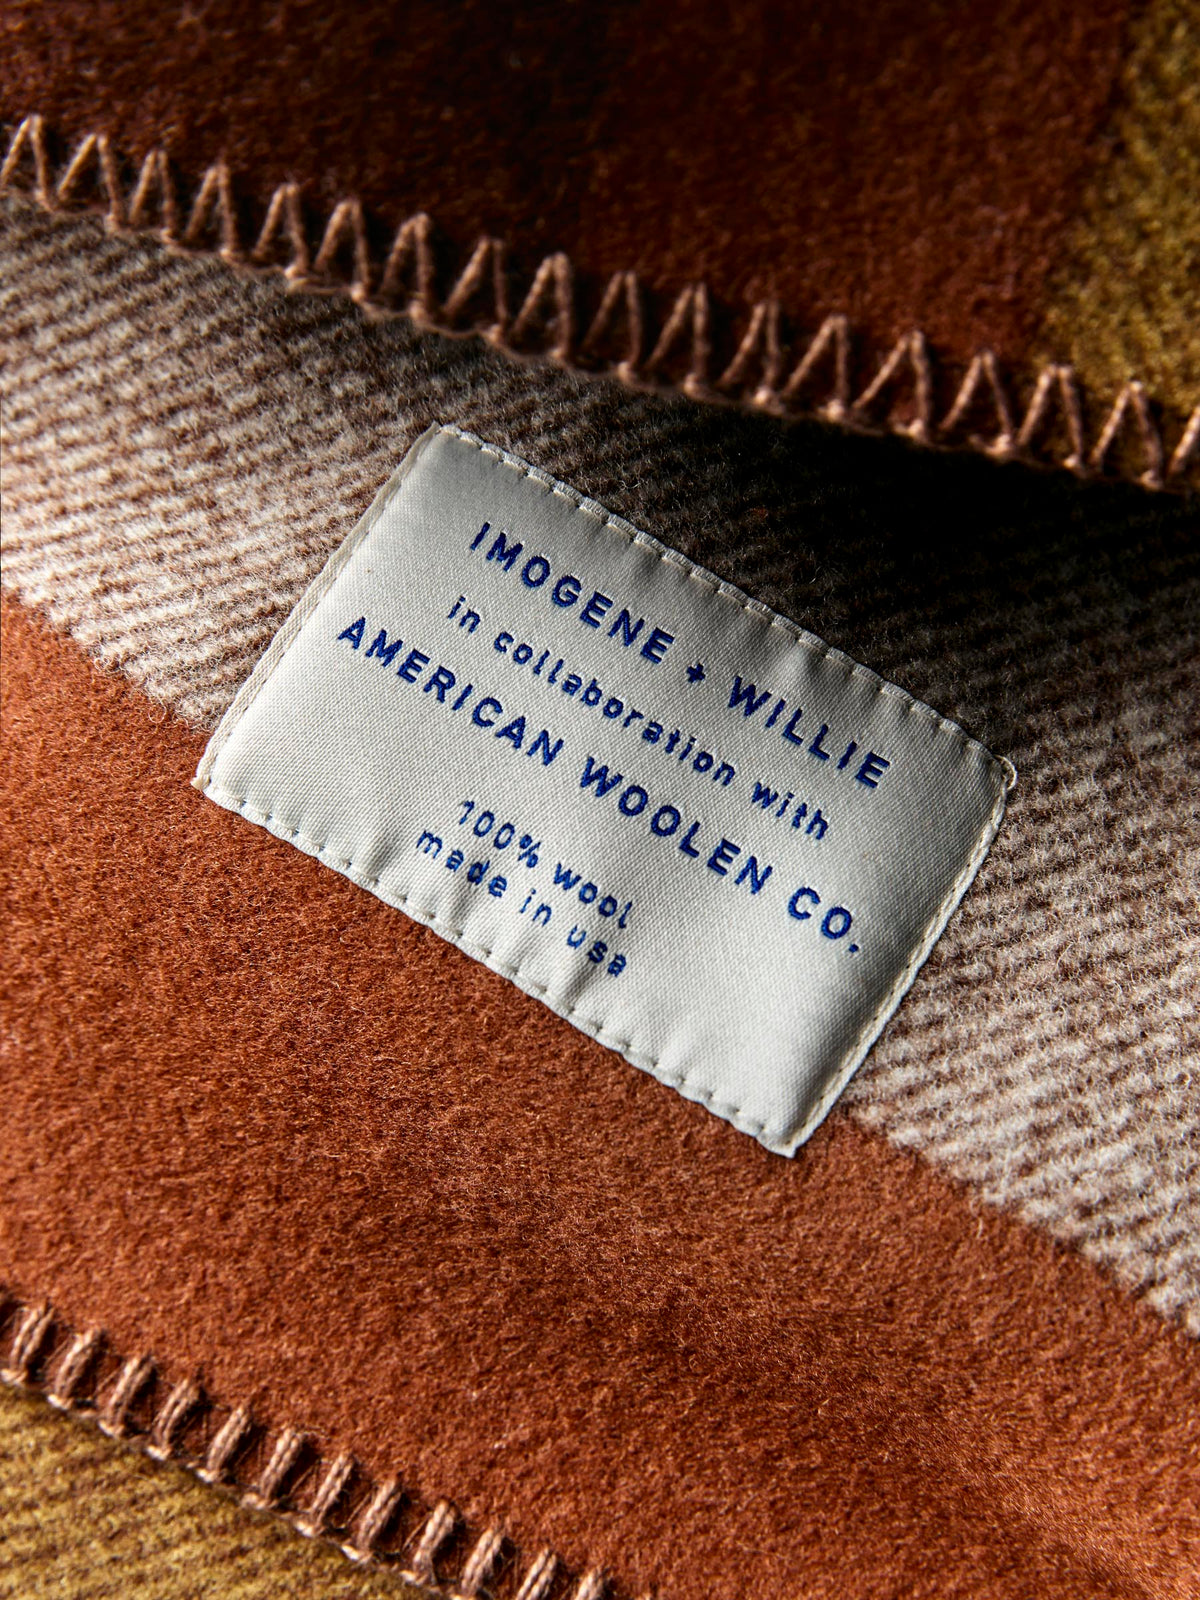 IMOGENE + WILLIE
in collaboration with
AMERICAN WOOLEN CO.
100% wool
made in usa